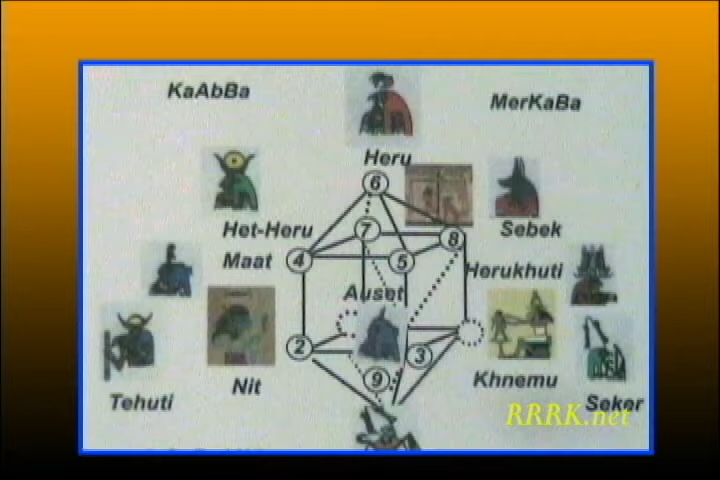 KaAbBa
MerKaBa
Heru
6
Het-Heru
Sebek
7
8
Maat
4
5
Herukhuti
Auset
2
3
Nit
9
Khnemu
Tehuti
Seker
RRRK.net